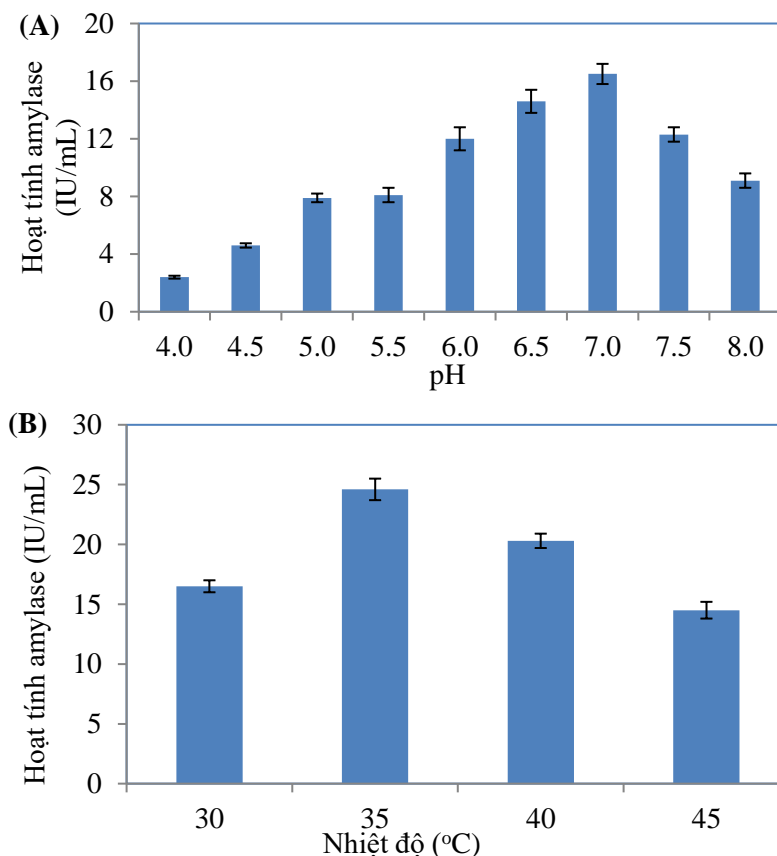 (A)
Hoạt tính amylase
(IU/mL)
20
16
12
8
4
0
4.0 4.5 5.0 5.5 6.0 6.5 7.0 7.5 8.0
pH
(B)
Hoạt tính amylase (IU/mL)
30
25
20
15
10
5
0
30 35 40 45
Nhiệt độ (°C)